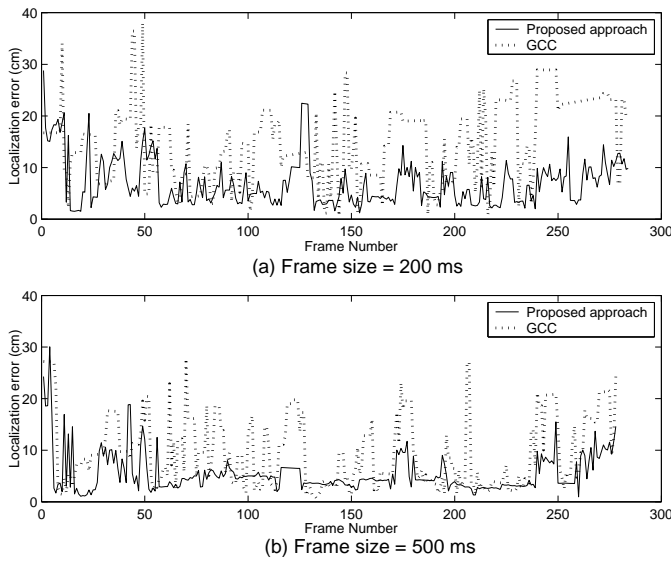 40
30
20
10
0
Localization error (cm)
Proposed approach
GCC
0 50 100 150 200 250 300
Frame Number
(a) Frame size = 200 ms
40
30
20
10
0
Localization error (cm)
Proposed approach
GCC
0 50 100 150 200 250 300
Frame Number
(b) Frame size = 500 ms